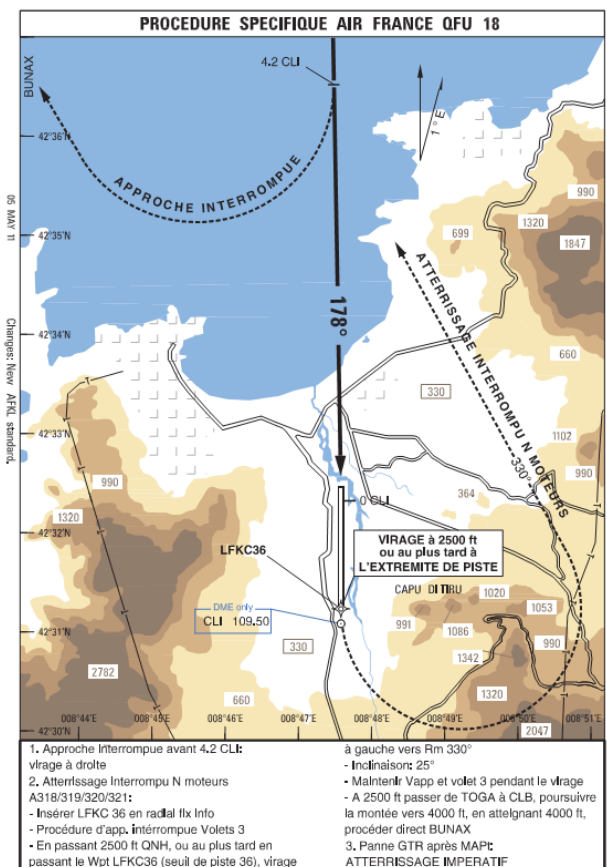 PROCEDURE SPECIFIQUE AIR FRANCE QFU 18
BUNAX
4.2 CLI
1° E
42°36'N
APPROCHE INTERROMPUE
990
1320
699
1847
42°35'N
05 MAY 11
Changes: New AFKL standard.
178°
ATTERRISSAGE INTERROMPU N MOTEURS
330°
42°34'N
660
330
42°33'N
1102
990
990
364
0 CLI
1320
42°32'N
LFKC36
VIRAGE à 2500 ft
ou au plus tard à
L'EXTREMITE DE PISTE
CAPU DI TIRU
1020
1053
DME only
CLI 109.50
991
1086
990
42°31'N
330
1342
2782
660
1320
2047
42°30'N
008°44'E 008°45'E 008°46'E 008°47'E 008°48'E 008°49'E 008°50'E 008°51'E
1. Approche Interrompue avant 4.2 CLI:
virage à droite
2. Atterrissage Interrompu N moteurs
A318/319/320/321:
- Insérer LFKC 36 en radial fix Info
- Procédure d'app. intérrompue Volets 3
- En passant 2500 ft QNH, ou au plus tard en
passant le Wpt LFKC36 (seuil de piste 36), virage
à gauche vers Rm 330°
- Inclinaison: 25°
- Maintenir Vapp et volet 3 pendant le virage
- A 2500 ft passer de TOGA à CLB, poursuivre
la montée vers 4000 ft, en atteignant 4000 ft,
procéder direct BUNAX
3. Panne GTR après MAPt:
ATTERRISSAGE IMPERATIF